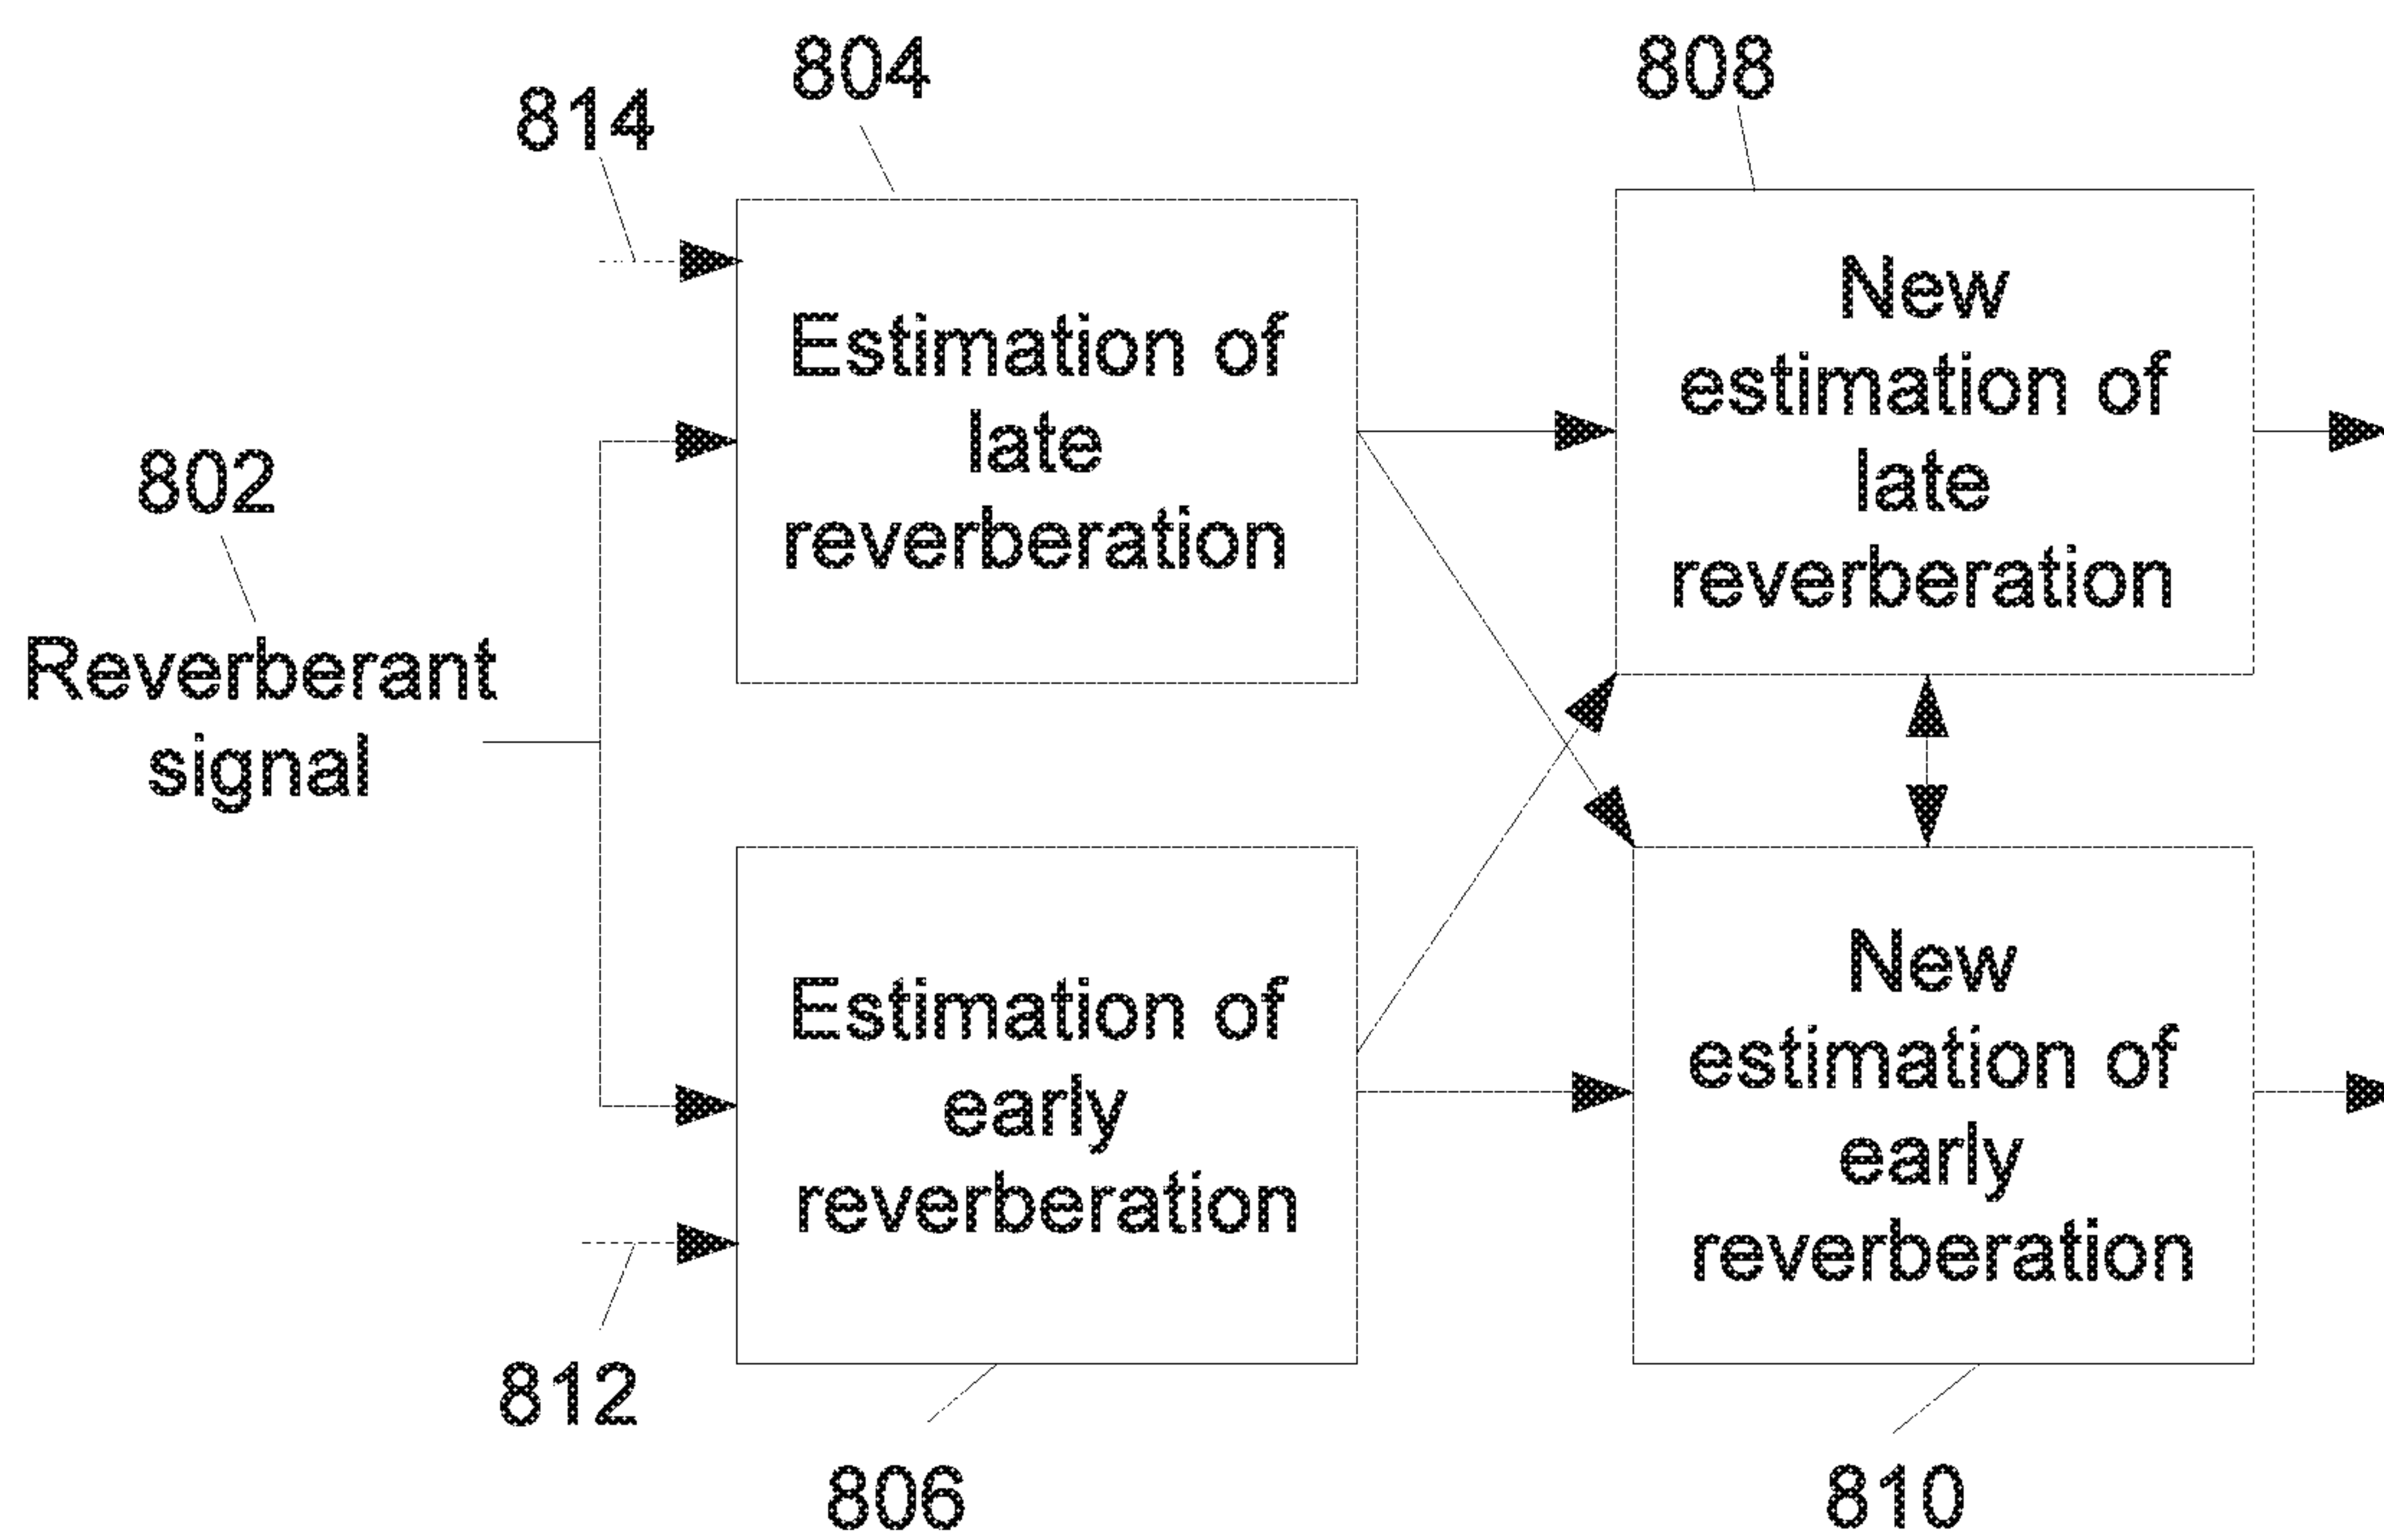 804
808
814
Estimation of
late
reverberation
New
estimation of
late
reverberation
802
Reverberant
signal
Estimation of
early
reverberation
New
estimation of
early
reverberation
812
806
810